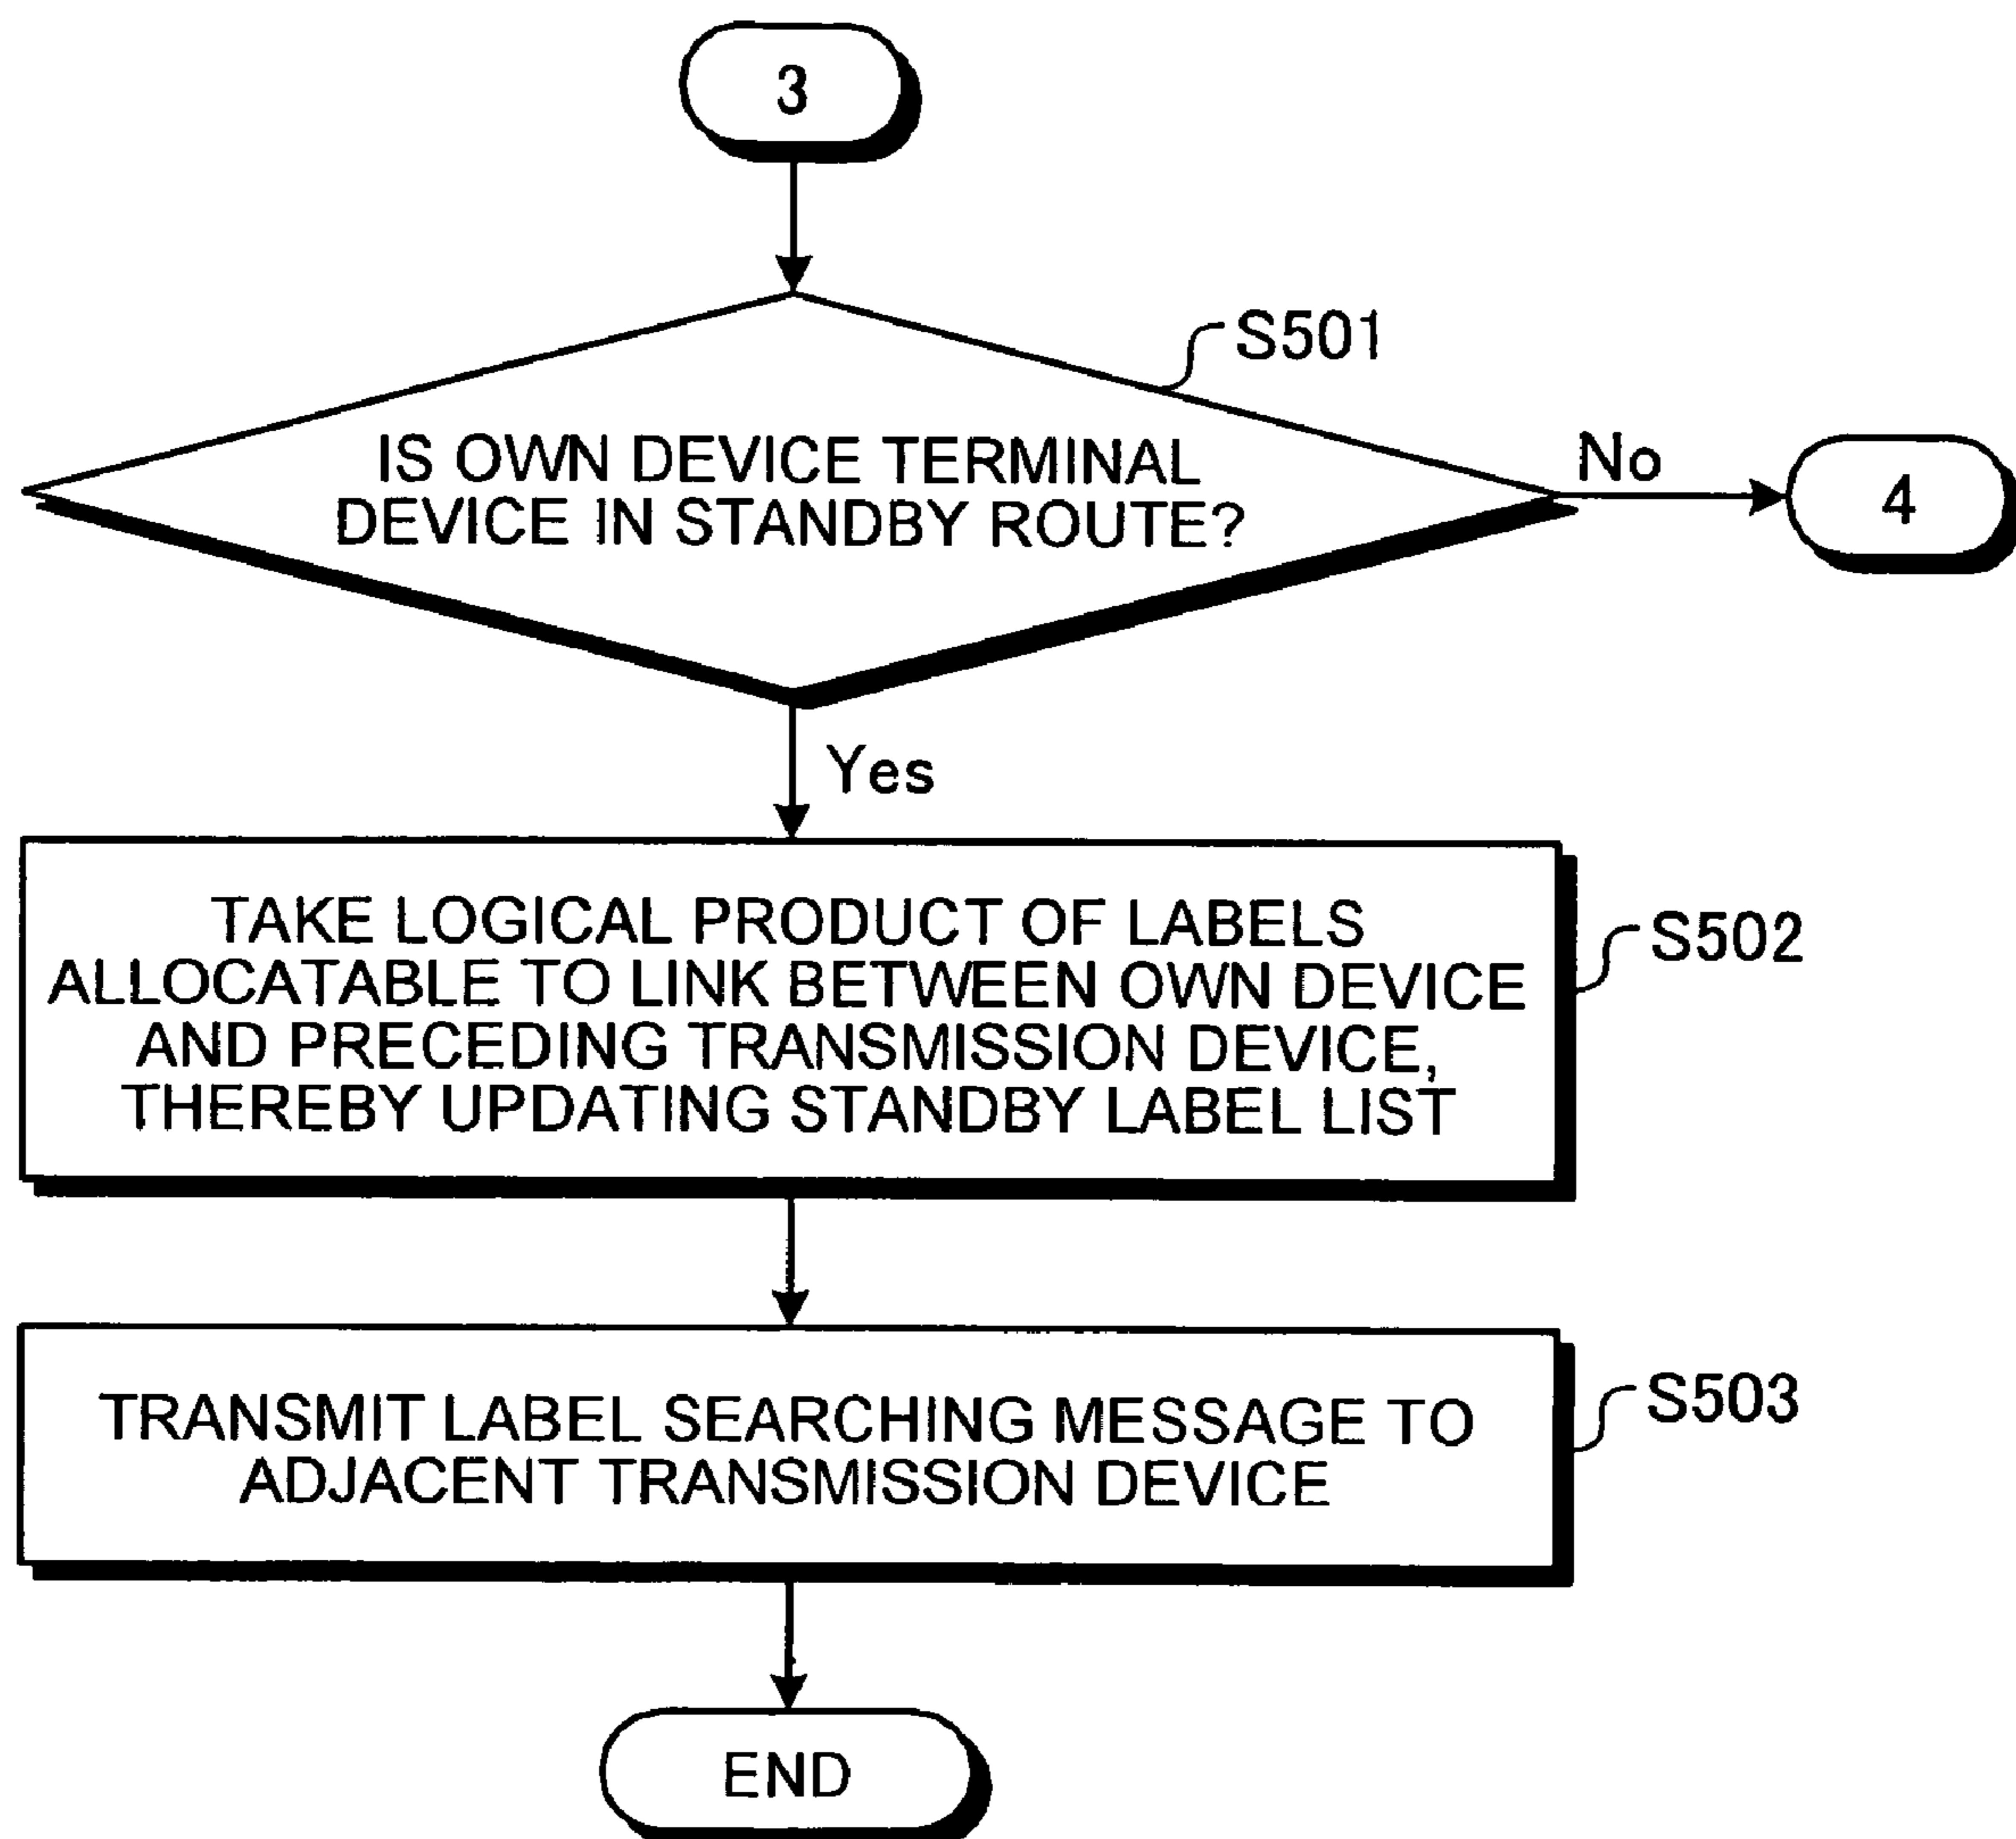 3
S501
IS OWN DEVICE TERMINAL
DEVICE IN STANDBY ROUTE?
No
4
Yes
TAKE LOGICAL PRODUCT OF LABELS
ALLOCATABLE TO LINK BETWEEN OWN DEVICE
AND PRECEDING TRANSMISSION DEVICE,
THEREBY UPDATING STANDBY LABEL LIST
S502
TRANSMIT LABEL SEARCHING MESSAGE TO
ADJACENT TRANSMISSION DEVICE
S503
END